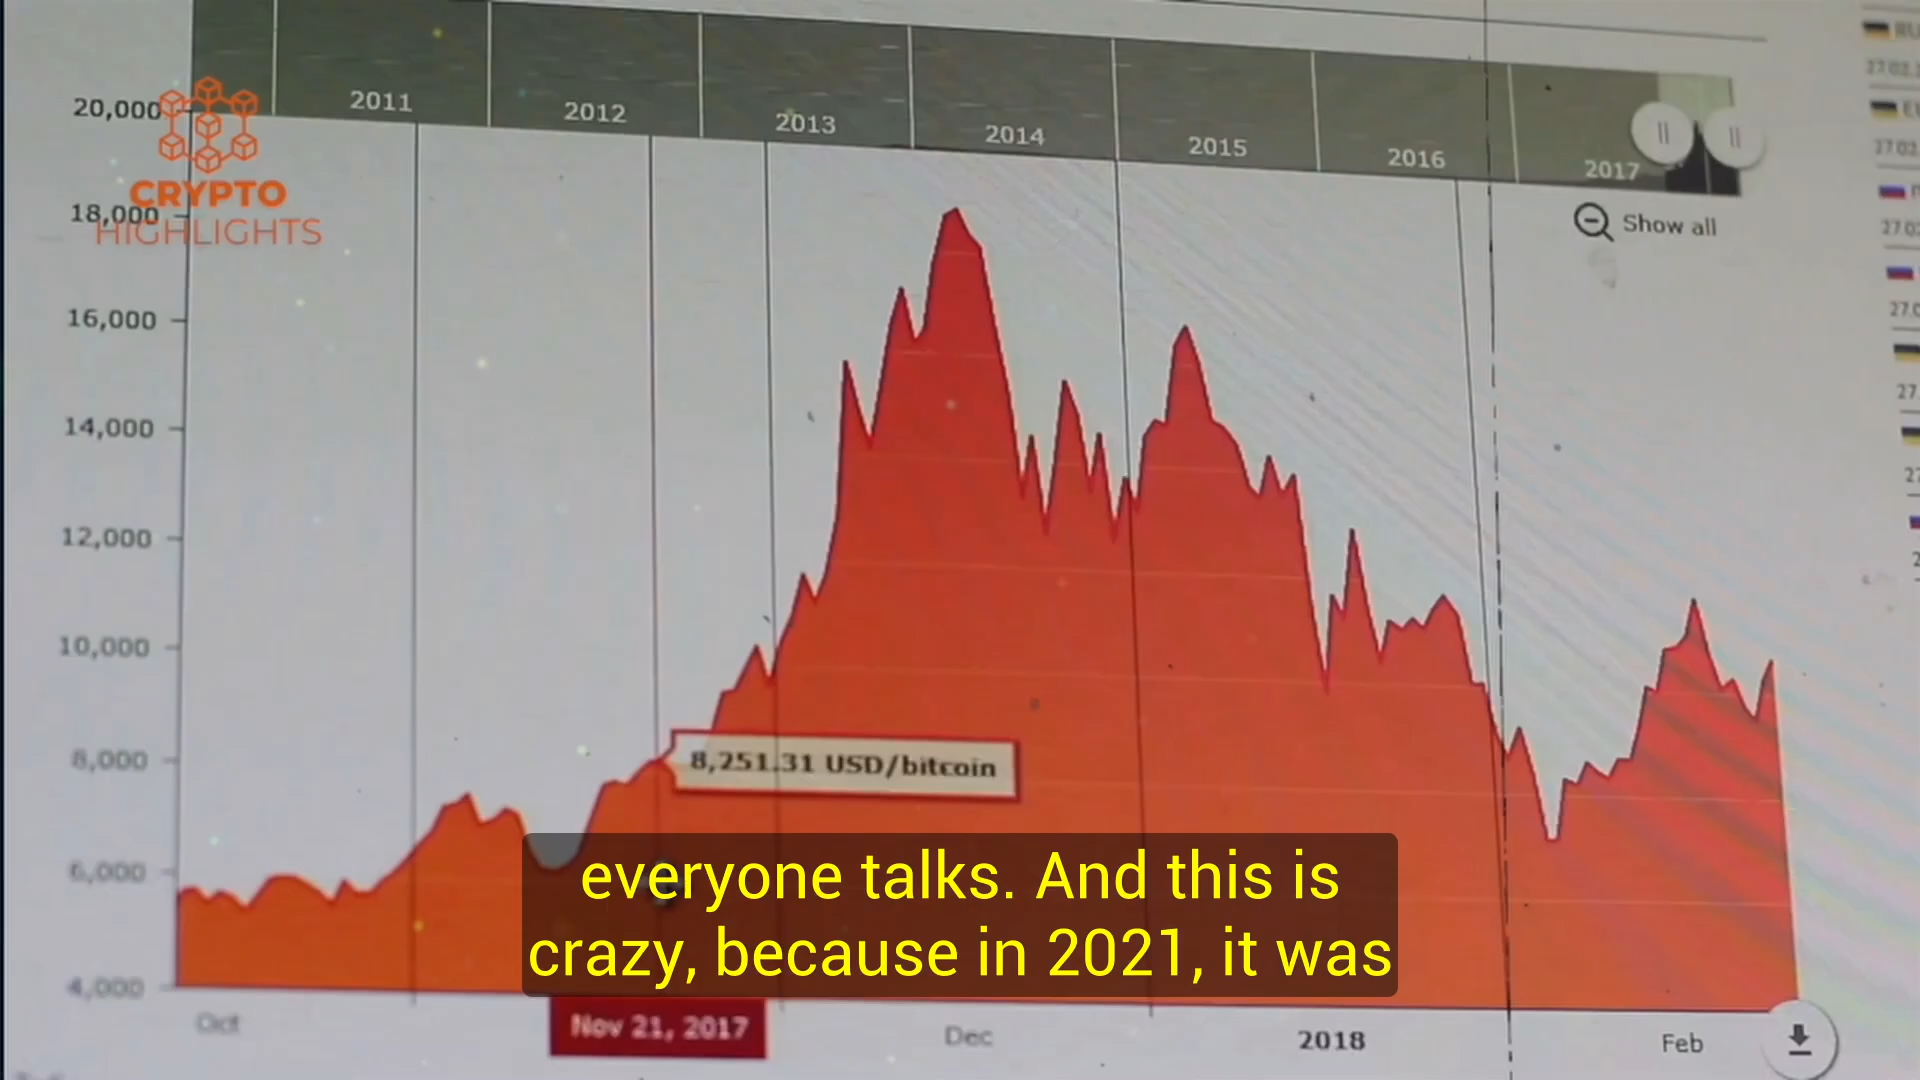 2011
2012
2013
2014
2015
2016
2017
20,000
CRYPTO
HIGHLIGHTS
18,000
Show all
16,000
14,000
12,000
10,000
8,000
8,251.31 USD/bitcoin
6,000
everyone talks. And this is
crazy, because in 2021, it was
4,000
Oct
Nov 21, 2017
Dec
2018
Feb